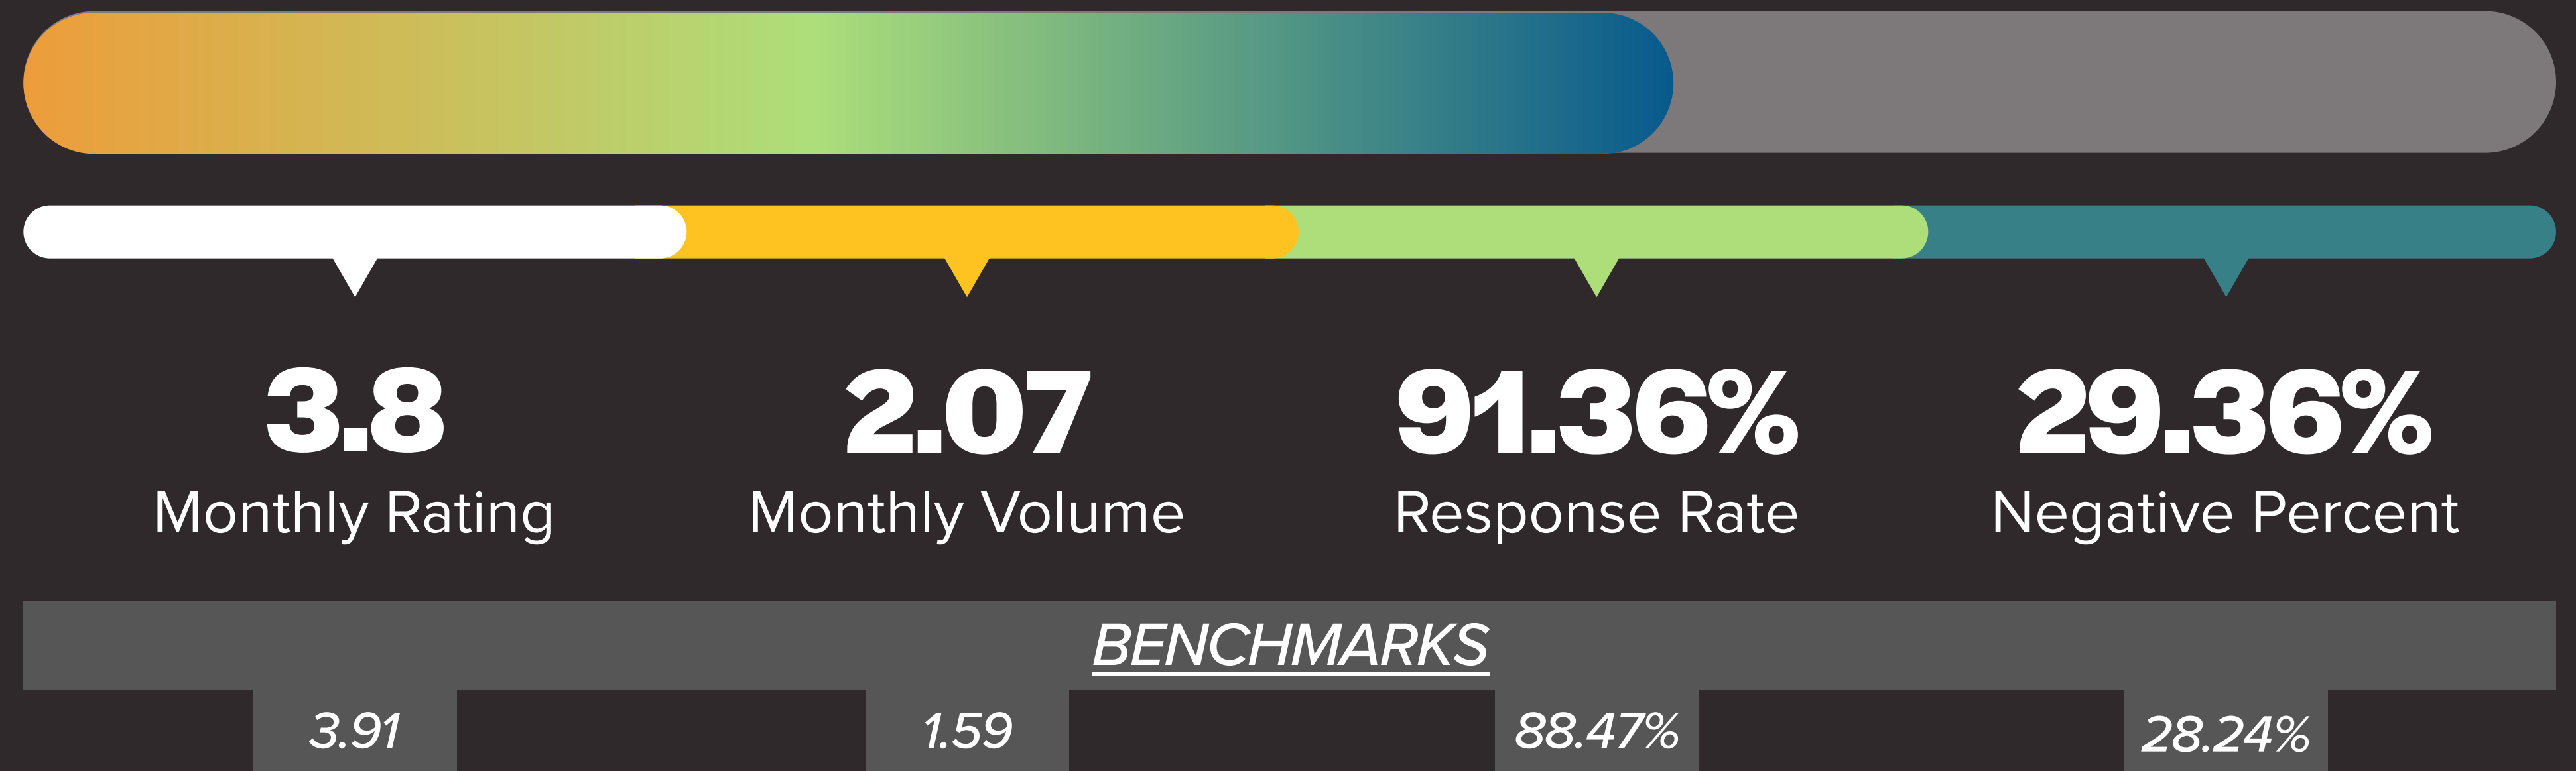 3.8 2.07 91.36% 29.36%
Monthly Rating Monthly Volume Response Rate Negative Percent
BENCHMARKS
3.91 1.59 88.47% 28.24%